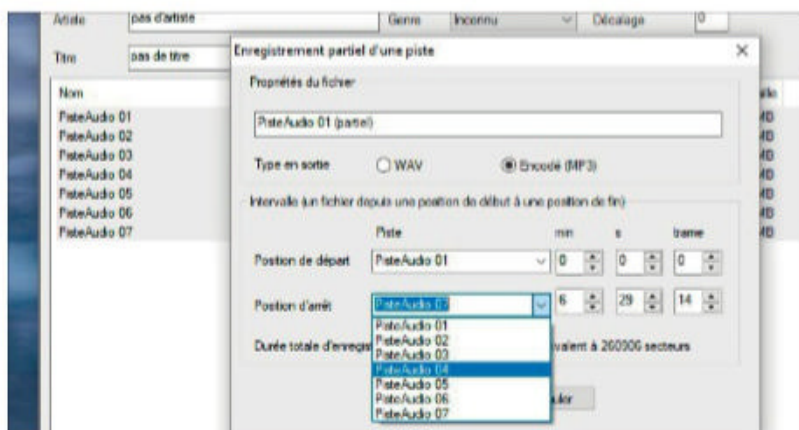 Artiste pas d'artiste Genre Inconnu Décalage 0
Titre pas de titre
Enregistrement partiel d'une piste
Nom
PisteAudio 01
PisteAudio 02
PisteAudio 03
PisteAudio 04
PisteAudio 05
PisteAudio 06
PisteAudio 07
Propriétés du fichier
PisteAudio 01 (partiel)
Type en sortie WAV Encodé (MP3)
Intervalle (un fichier depuis une position de début à une position de fin)
Piste min s trame
Position de départ PisteAudio 01 0 0 0
Position d'arrêt PisteAudio 07 6 29 14
PisteAudio 01
PisteAudio 02
PisteAudio 03
PisteAudio 04
PisteAudio 05
PisteAudio 06
PisteAudio 07
Durée totale d'enregist valent à 260906 secteurs
uler